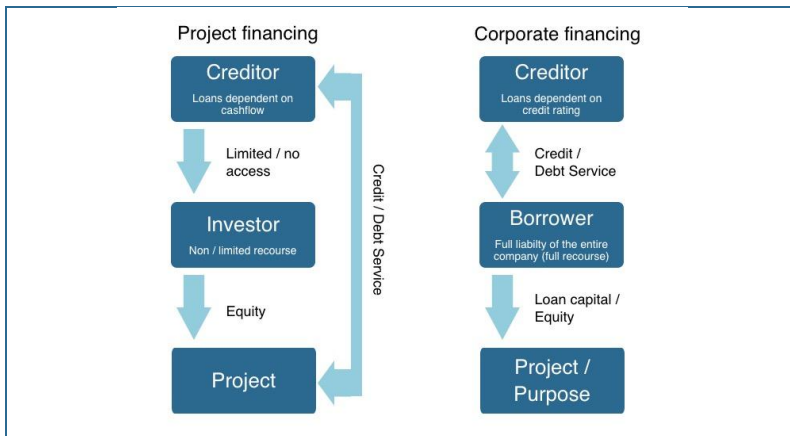 Project financing
Creditor
Loans dependent on
cashflow
Limited / no
access
Investor
Non / limited recourse
Equity
Project
Credit / Debt Service
Corporate financing
Creditor
Loans dependent on
credit rating
Credit /
Debt Service
Borrower
Full liabilty of the entire
company (full recourse)
Loan capital /
Equity
Project /
Purpose